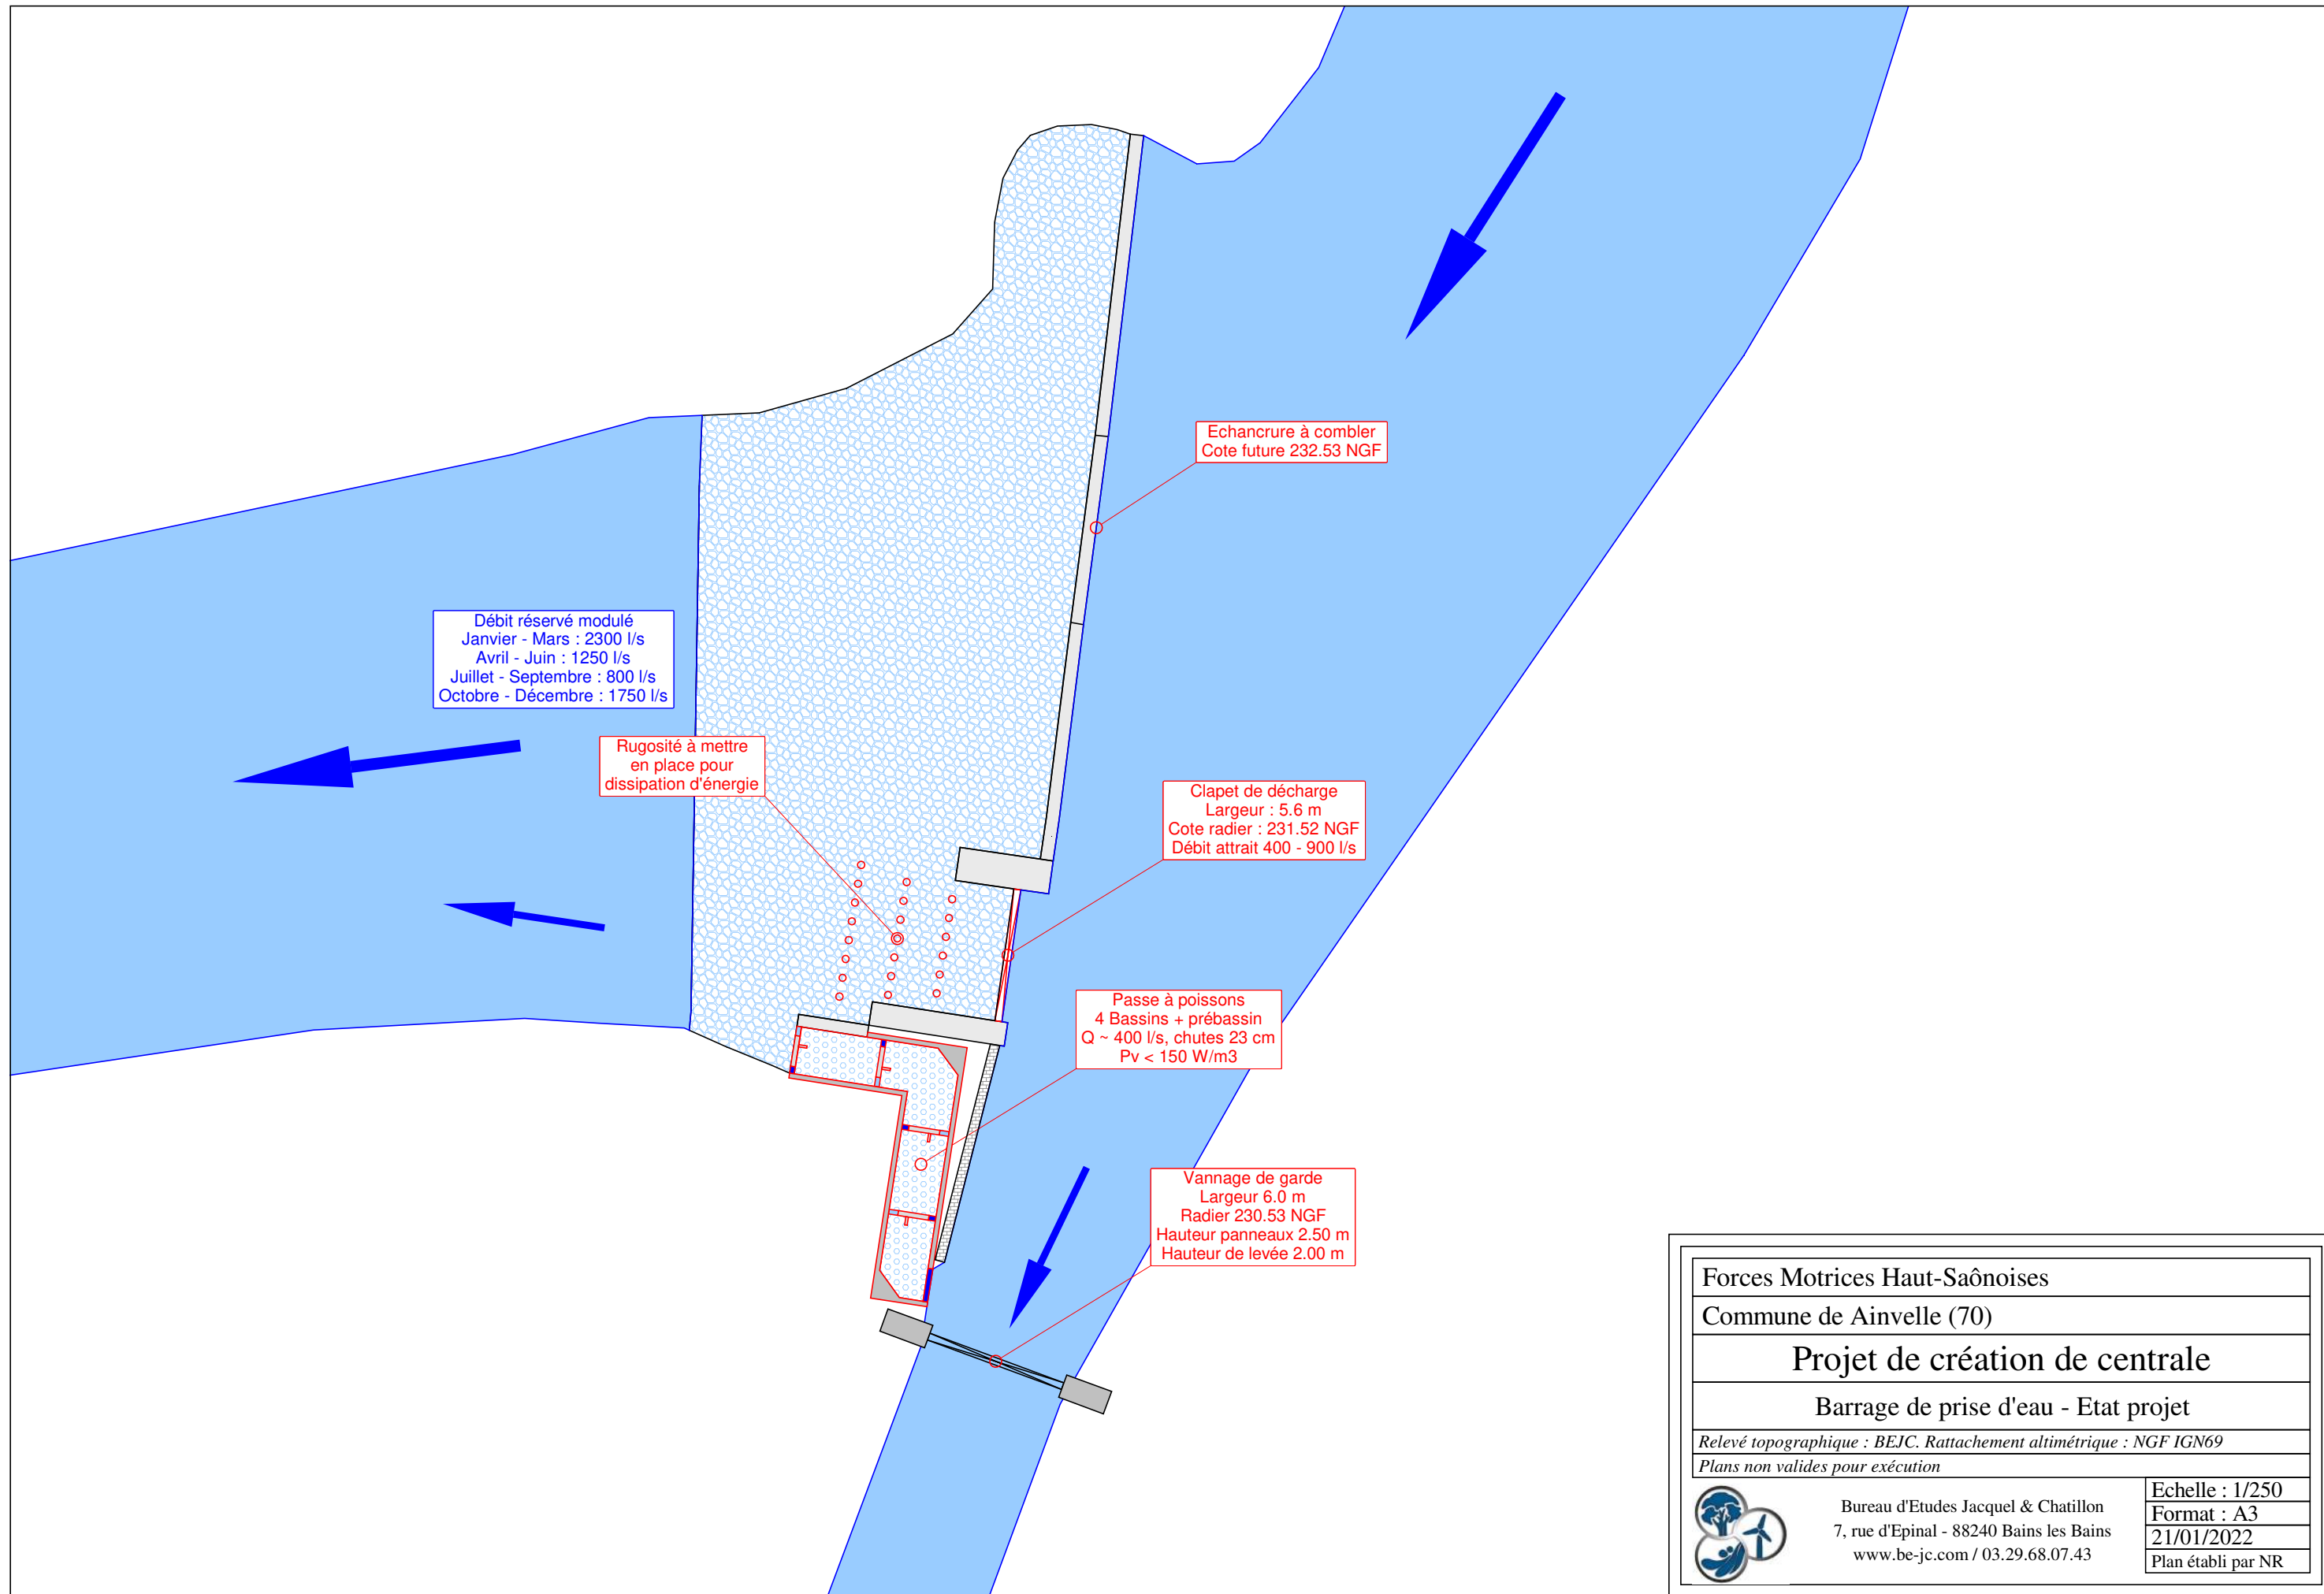 Echancrure à combler
Cote future 232.53 NGF
Débit réservé modulé
Janvier - Mars : 2300 l/s
Avril - Juin : 1250 l/s
Juillet - Septembre : 800 l/s
Octobre - Décembre : 1750 l/s
Rugosité à mettre
en place pour
dissipation d'énergie
Clapet de décharge
Largeur : 5.6 m
Cote radier : 231.52 NGF
Débit attrait 400 - 900 l/s
Passe à poissons
4 Bassins + prébassin
Q ~ 400 l/s, chutes 23 cm
Pv < 150 W/m3
Vannage de garde
Largeur 6.0 m
Radier 230.53 NGF
Hauteur panneaux 2.50 m
Hauteur de levée 2.00 m
Forces Motrices Haut-Saônoises
Commune de Ainvelle (70)
Projet de création de centrale
Barrage de prise d'eau - Etat projet
Relevé topographique : BEJC. Rattachement altimétrique : NGF IGN69
Plans non valides pour exécution
Bureau d'Etudes Jacquel & Chatillon
7, rue d'Epinal - 88240 Bains les Bains
www.be-jc.com / 03.29.68.07.43
Echelle : 1/250
Format : A3
21/01/2022
Plan établi par NR